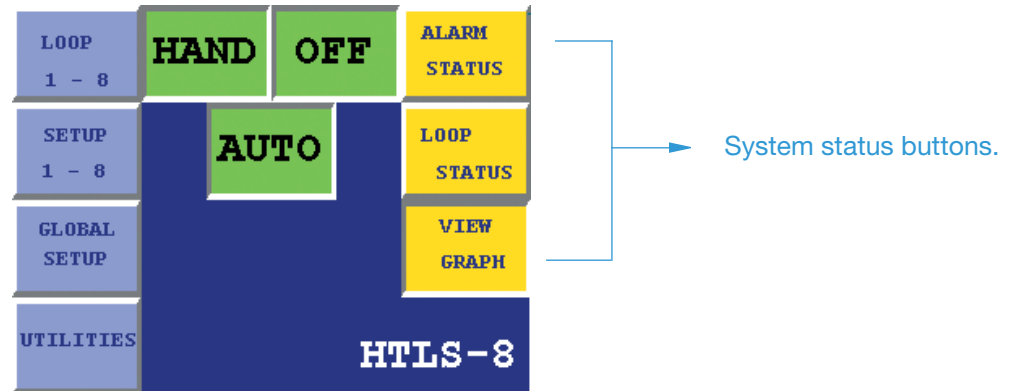 LOOP
1 - 8
HAND
OFF
ALARM
STATUS
SETUP
1 - 8
AUTO
LOOP
STATUS
System status buttons.
GLOBAL
SETUP
VIEW
GRAPH
UTILITIES
HTLS-8